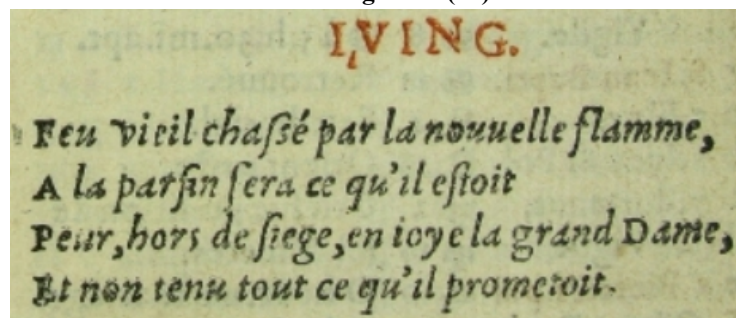 IVING.
Feu vieil chaſſé par la nouuelle flamme,
A la parfin ſera ce qu'il eſtoit
Peur, hors de ſiege, en ioye la grand Dame,
Et non tenu tout ce qu'il prometoit.